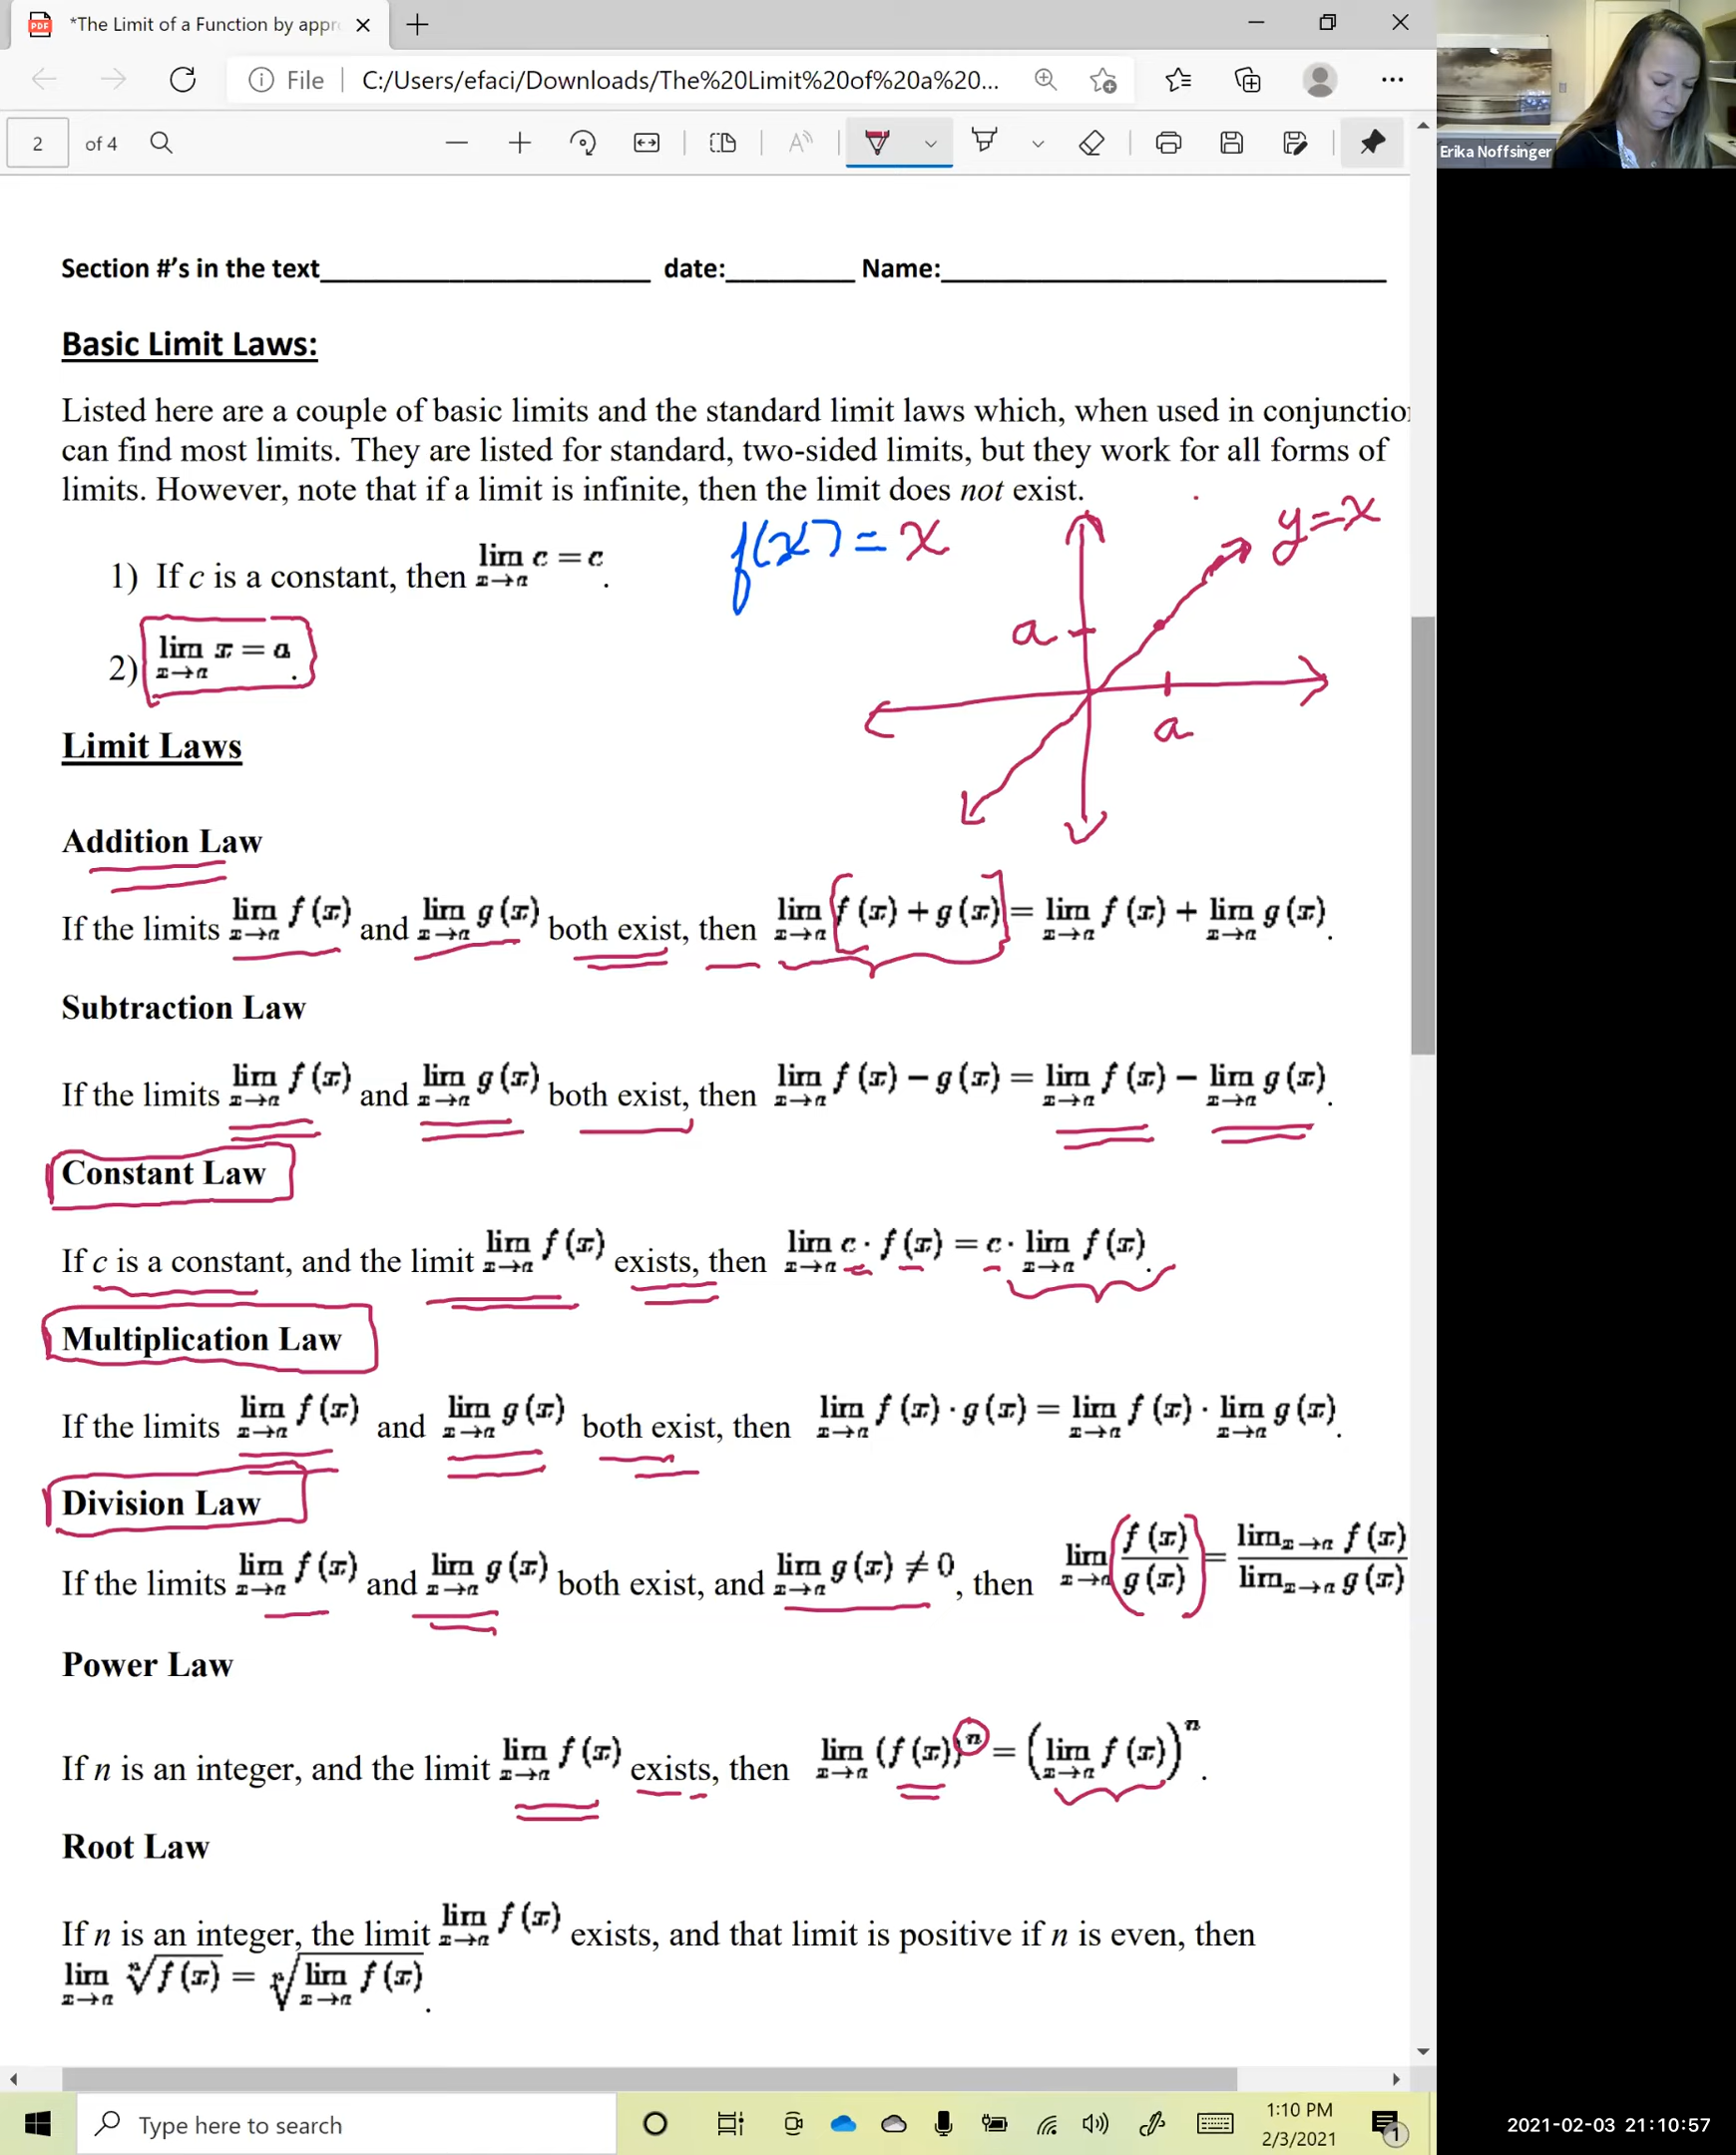 *The Limit of a Function by appr
File | C:/Users/efaci/Downloads/The%20Limit%20of%20a%20...
2 of 4
Erika Noffsinger
Section #'s in the text____________________ date:________ Name:____________________________
Basic Limit Laws:
Listed here are a couple of basic limits and the standard limit laws which, when used in conjunctio
can find most limits. They are listed for standard, two-sided limits, but they work for all forms of
limits. However, note that if a limit is infinite, then the limit does not exist.
f(x) = x
y=x
1) If c is a constant, then lim x→a c = c.
a
2) lim x→a x = a.
a
Limit Laws
Addition Law
If the limits lim x→a f(x) and lim x→a g(x) both exist, then lim x→a [f(x) + g(x)] = lim x→a f(x) + lim x→a g(x).
Subtraction Law
If the limits lim x→a f(x) and lim x→a g(x) both exist, then lim x→a f(x) − g(x) = lim x→a f(x) − lim x→a g(x).
Constant Law
If c is a constant, and the limit lim x→a f(x) exists, then lim x→a c · f(x) = c · lim x→a f(x).
Multiplication Law
If the limits lim x→a f(x) and lim x→a g(x) both exist, then lim x→a f(x) · g(x) = lim x→a f(x) · lim x→a g(x).
Division Law
If the limits lim x→a f(x) and lim x→a g(x) both exist, and lim x→a g(x) ≠ 0, then lim x→a (f(x)/g(x)) = lim x→a f(x) / lim x→a g(x)
Power Law
If n is an integer, and the limit lim x→a f(x) exists, then lim x→a (f(x))ⁿ = (lim x→a f(x))ⁿ.
Root Law
If n is an integer, the limit lim x→a f(x) exists, and that limit is positive if n is even, then
lim x→a ⁿ√f(x) = ⁿ√lim x→a f(x).
Type here to search
1:10 PM
2/3/2021
1
2021-02-03 21:10:57